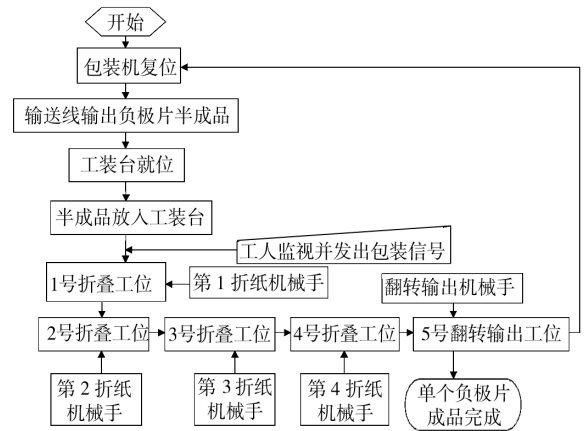 开始
包装机复位
输送线输出负极片半成品
工装台就位
半成品放入工装台
工人监视并发出包装信号
1号折叠工位
第1折纸机械手
翻转输出机械手
2号折叠工位
3号折叠工位
4号折叠工位
5号翻转输出工位
第2折纸
机械手
第3折纸
机械手
第4折纸
机械手
单个负极片
成品完成